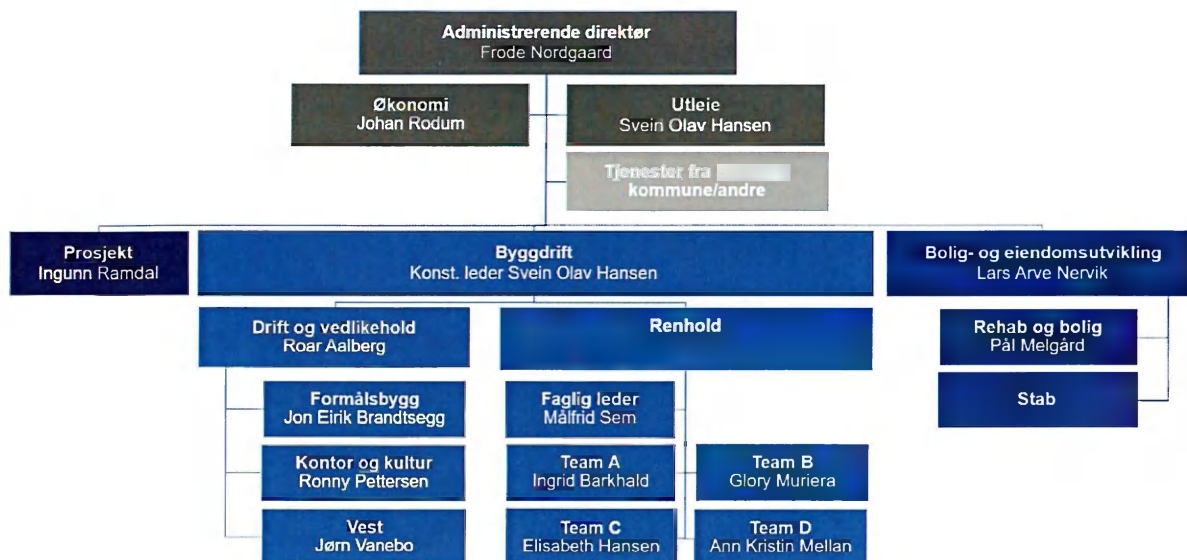 Administrerende direktør
Frode Nordgaard
Økonomi
Johan Rodum
Utleie
Svein Olav Hansen
Tjenester fra
kommune/andre
Prosjekt
Ingunn Ramdal
Byggdrift
Konst. leder Svein Olav Hansen
Bolig- og eiendomsutvikling
Lars Arve Nervik
Drift og vedlikehold
Roar Aalberg
Renhold
Rehab og bolig
Pål Melgård
Stab
Formålsbygg
Jon Eirik Brandtsegg
Faglig leder
Målfrid Sem
Kontor og kultur
Ronny Pettersen
Team A
Ingrid Barkhald
Team B
Glory Muriera
Vest
Jørn Vanebo
Team C
Elisabeth Hansen
Team D
Ann Kristin Mellan